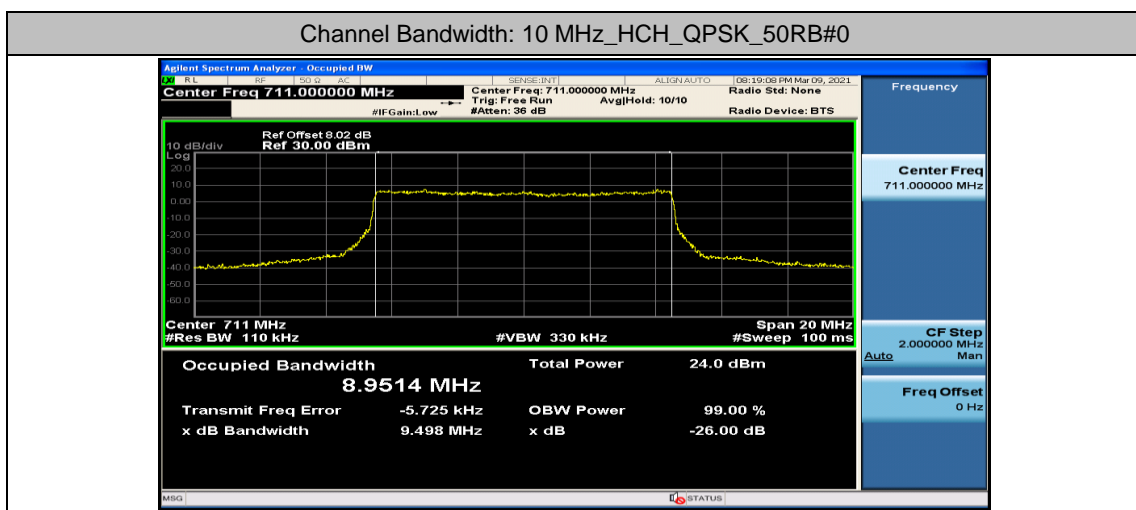 Channel Bandwidth: 10 MHz_HCH_QPSK_50RB#0
Agilent Spectrum Analyzer - Occupied BW
RL RF 50 Ω AC SENSE:INT ALIGN AUTO 08:19:08 PM Mar 09, 2021
Center Freq 711.000000 MHz Center Freq: 711.000000 MHz Radio Std: None Frequency
Trig: Free Run Avg|Hold: 10/10
#IFGain:Low #Atten: 36 dB Radio Device: BTS
Ref Offset 8.02 dB
10 dB/div Ref 30.00 dBm
Log
20.0
10.0
0.00
-10.0
-20.0
-30.0
-40.0
-50.0
-60.0
Center Freq
711.000000 MHz
Center 711 MHz Span 20 MHz
#Res BW 110 kHz #VBW 330 kHz #Sweep 100 ms
CF Step
2.000000 MHz
Auto Man
Occupied Bandwidth Total Power 24.0 dBm
8.9514 MHz
Freq Offset
0 Hz
Transmit Freq Error -5.725 kHz OBW Power 99.00 %
x dB Bandwidth 9.498 MHz x dB -26.00 dB
MSG STATUS